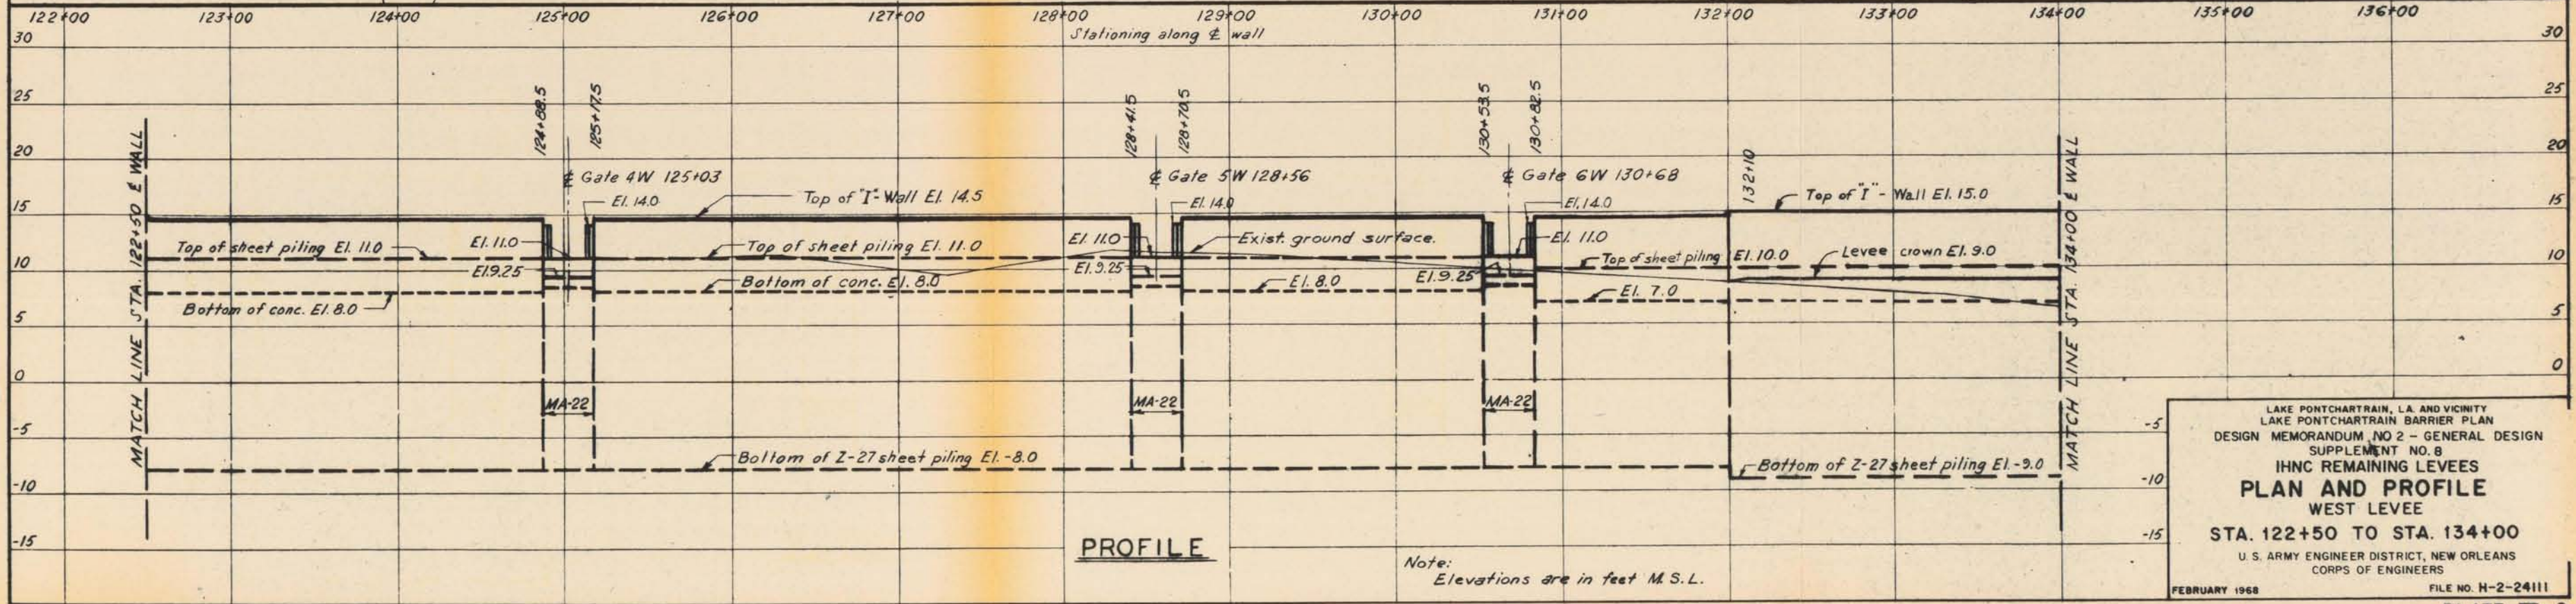 122+00 123+00 124+00 125+00 126+00 127+00 128+00 129+00 130+00 131+00 132+00 133+00 134+00 135+00 136+00
Stationing along ℄ wall
30 30
25 25
20 20
15 15
10 10
5 5
0 0
-5 -5
-10 -10
-15 -15
MATCH LINE STA. 122+50 ℄ WALL
124+88.5
125+17.5
128+41.5
128+70.5
130+53.5
130+82.5
132+10
MATCH LINE STA. 134+00 ℄ WALL
℄ Gate 4W 125+03
℄ Gate 5W 128+56
℄ Gate 6W 130+68
El. 14.0
Top of "I"-Wall El. 14.5
El. 14.0
El. 14.0
Top of "I"-Wall El. 15.0
Top of sheet piling El. 11.0
El. 11.0
Top of sheet piling El. 11.0
El. 11.0
Exist. ground surface.
El. 11.0
Top of sheet piling El. 10.0
Levee crown El. 9.0
El. 9.25
El. 9.25
El. 9.25
Bottom of conc. El. 8.0
Bottom of conc. El. 8.0
El. 8.0
El. 7.0
MA-22
MA-22
MA-22
Bottom of Z-27 sheet piling El. -8.0
Bottom of Z-27 sheet piling El. -9.0
PROFILE
Note:
Elevations are in feet M.S.L.
LAKE PONTCHARTRAIN, LA. AND VICINITY
LAKE PONTCHARTRAIN BARRIER PLAN
DESIGN MEMORANDUM NO 2 - GENERAL DESIGN
SUPPLEMENT NO. 8
IHNC REMAINING LEVEES
PLAN AND PROFILE
WEST LEVEE
STA. 122+50 TO STA. 134+00
U. S. ARMY ENGINEER DISTRICT, NEW ORLEANS
CORPS OF ENGINEERS
FEBRUARY 1968 FILE NO. H-2-24111